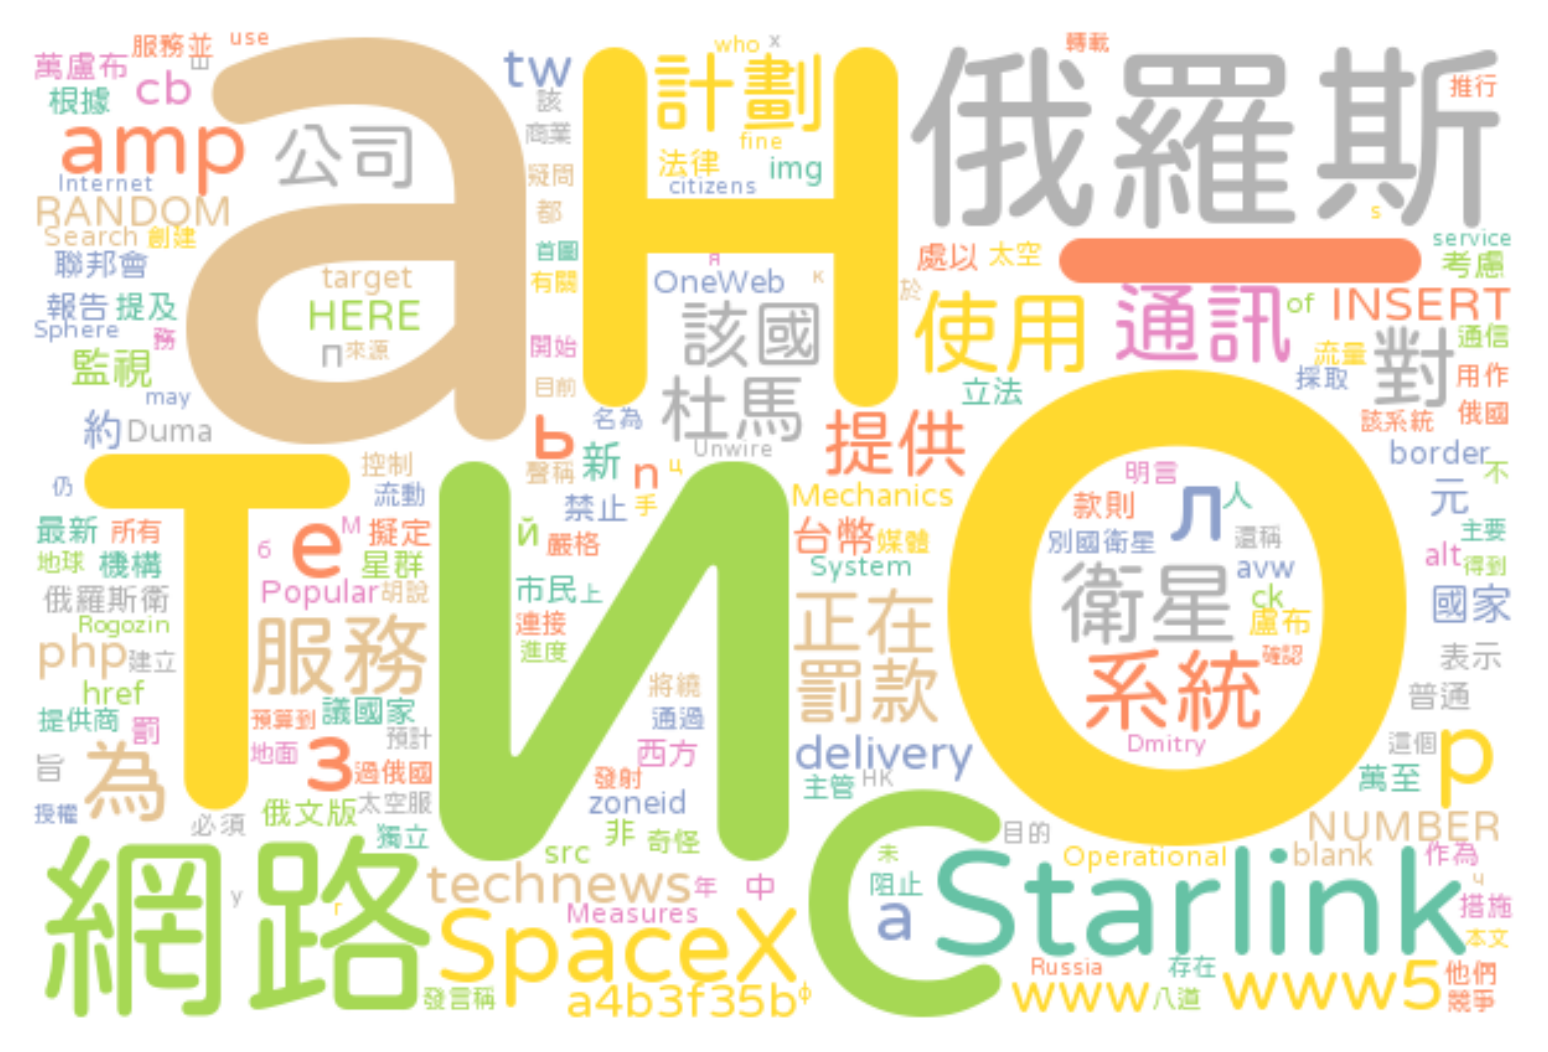 服務並 use
萬盧布 cb 山
根據
amp 公司
Internet
RANDOM
Search 創建
聯邦會
報告 提及
Sphere 務
監視
may
約 Duma
a
target
HERE
п 來源
tw
該
商業
疑問
都
首圖
有關
開始
目前
н
who x
計劃
fine
法律 img
citizens
я
OneWeb к
該國
杜馬
名為
Unwire
ь
聲稱 新 n ц
禁止 手
й 嚴格
市民 上
連接
進度
俄羅斯
轉載
推行
s
處以 太空
於
使用
service
考慮
一
通訊 of INSERT
流量 對 通信
立法 採取 用作
該系統 俄國
提供
border
不
Mechanics
台幣 媒體
System
正在
罰款
delivery
主管 HK
о
明言
款則 л 人
別國衛星 還稱
衛星 avw
ck
盧布
系統 確認
Dmitry
元
主要
alt 得到
國家
表示
普通
這個 p
萬至
NUMBER
т
仍
控制
流動
最新 所有
б e м 擬定
地球 機構 星群
俄羅斯衛 Popular 胡說
Rogozin
php 建立 服務
href
提供商 罰 預算到 議國家
地面 預計
旨 為 з 過俄國
授權 俄文版 太空服
必須 獨立
и
將繞
通過
西方
發射
zoneid
非 奇怪
src
網路
y г
technews 年 中
Measures
SpaceX
發言稱 a4b3f35b ф
с
目的
未
阻止
a Starlink
Operational blank 作為
ч
措施
本文
Russia 存在 他們
www 八道 www5 競爭